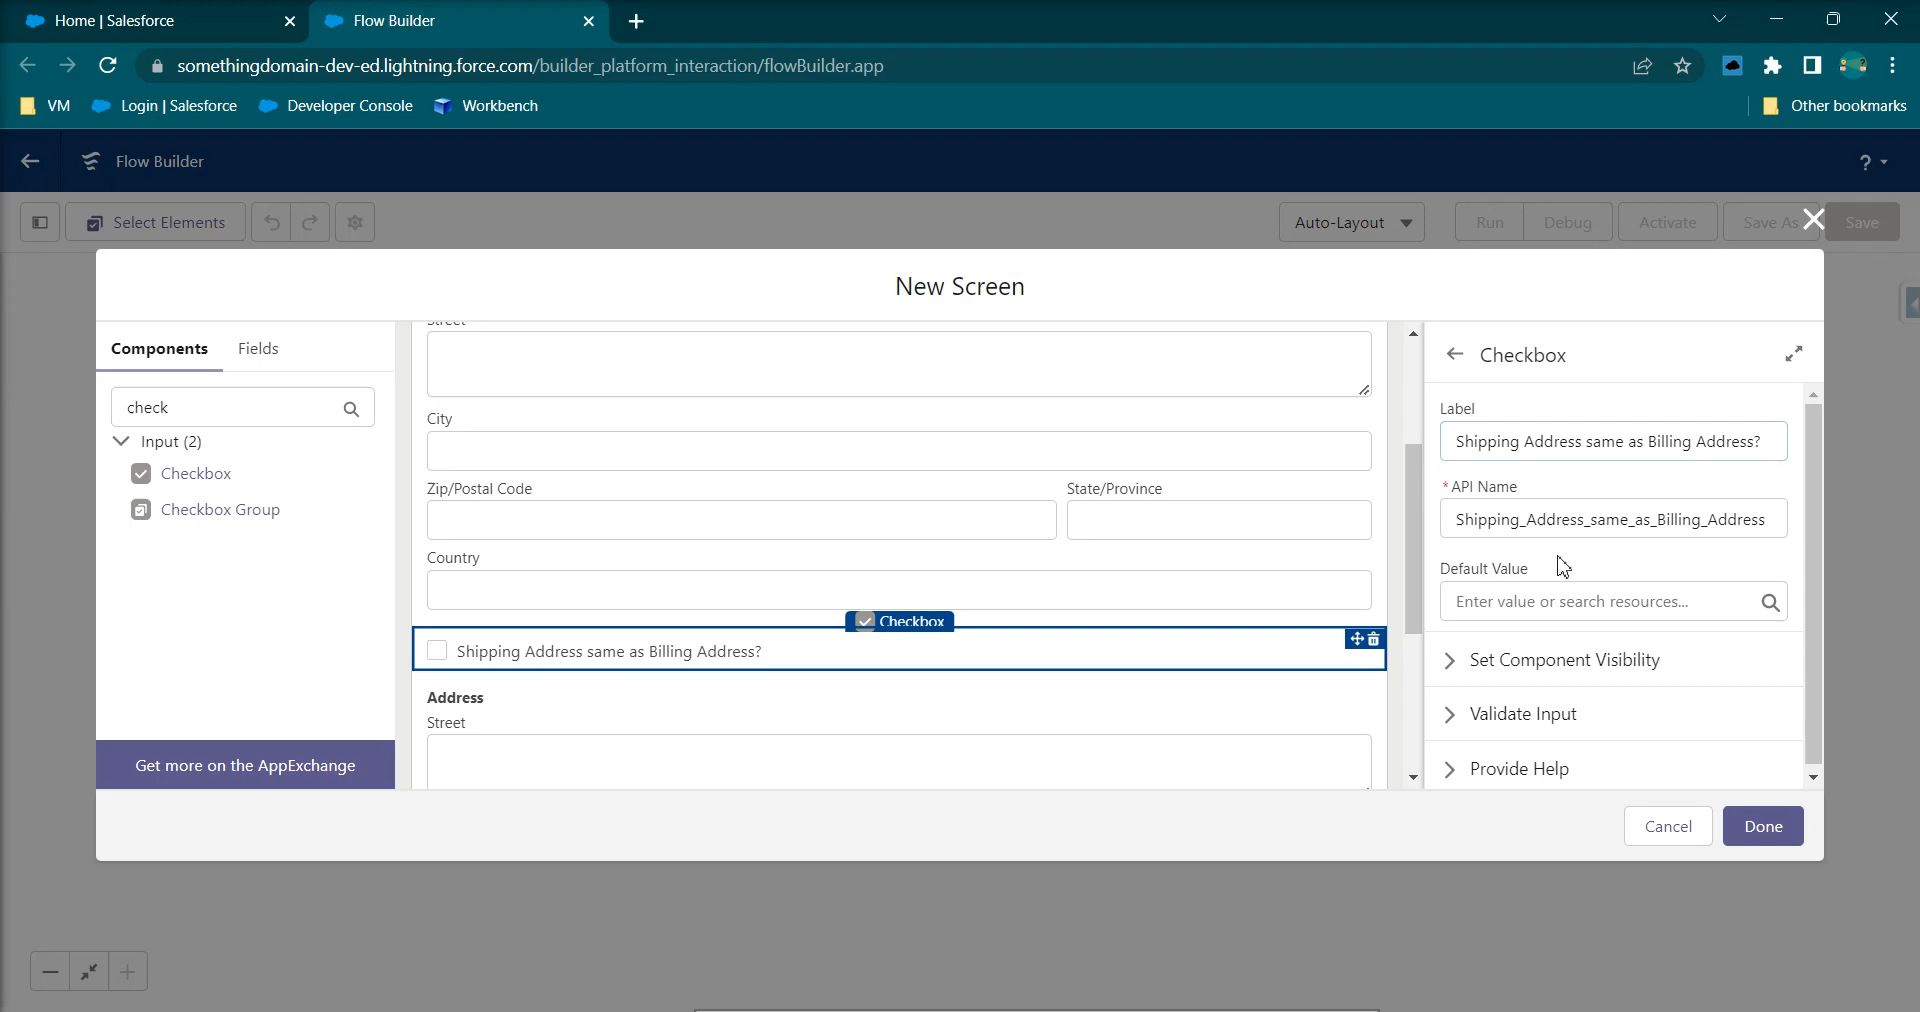 Home | Salesforce
Flow Builder
somethingdomain-dev-ed.lightning.force.com/builder_platform_interaction/flowBuilder.app
VM
Login | Salesforce
Developer Console
Workbench
Other bookmarks
Flow Builder
?
Select Elements
Auto-Layout
Run
Debug
Activate
Save As
Save
New Screen
Components
Fields
check
Input (2)
Checkbox
Checkbox Group
Get more on the AppExchange
Street
City
Zip/Postal Code
State/Province
Country
Checkbox
Shipping Address same as Billing Address?
Address
Street
Checkbox
Label
Shipping Address same as Billing Address?
* API Name
Shipping_Address_same_as_Billing_Address
Default Value
Enter value or search resources...
Set Component Visibility
Validate Input
Provide Help
Cancel
Done